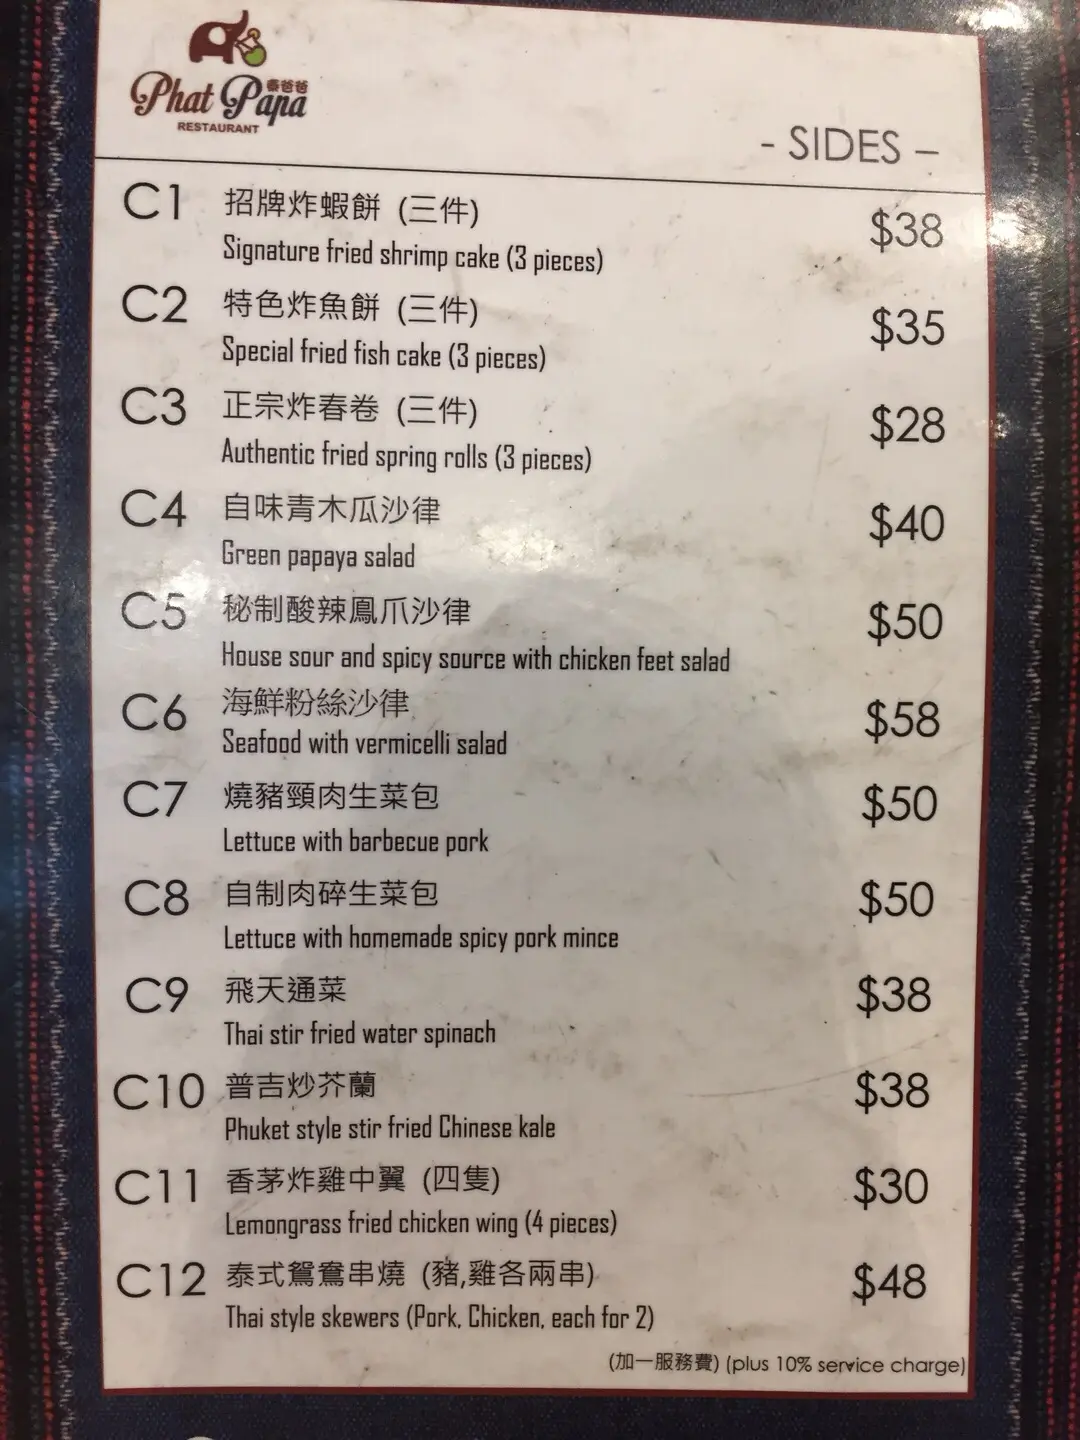 Phat Papa 泰爸爸
RESTAURANT
- SIDES –
C1 招牌炸蝦餅 (三件) $38
Signature fried shrimp cake (3 pieces)
C2 特色炸魚餅 (三件) $35
Special fried fish cake (3 pieces)
C3 正宗炸春卷 (三件) $28
Authentic fried spring rolls (3 pieces)
C4 自味青木瓜沙律 $40
Green papaya salad
C5 秘制酸辣鳳爪沙律 $50
House sour and spicy source with chicken feet salad
C6 海鮮粉絲沙律 $58
Seafood with vermicelli salad
C7 燒豬頸肉生菜包 $50
Lettuce with barbecue pork
C8 自制肉碎生菜包 $50
Lettuce with homemade spicy pork mince
C9 飛天通菜 $38
Thai stir fried water spinach
C10 普吉炒芥蘭 $38
Phuket style stir fried Chinese kale
C11 香茅炸雞中翼 (四隻) $30
Lemongrass fried chicken wing (4 pieces)
C12 泰式鴛鴦串燒 (豬,雞各兩串) $48
Thai style skewers (Pork, Chicken, each for 2)
(加一服務費) (plus 10% service charge)